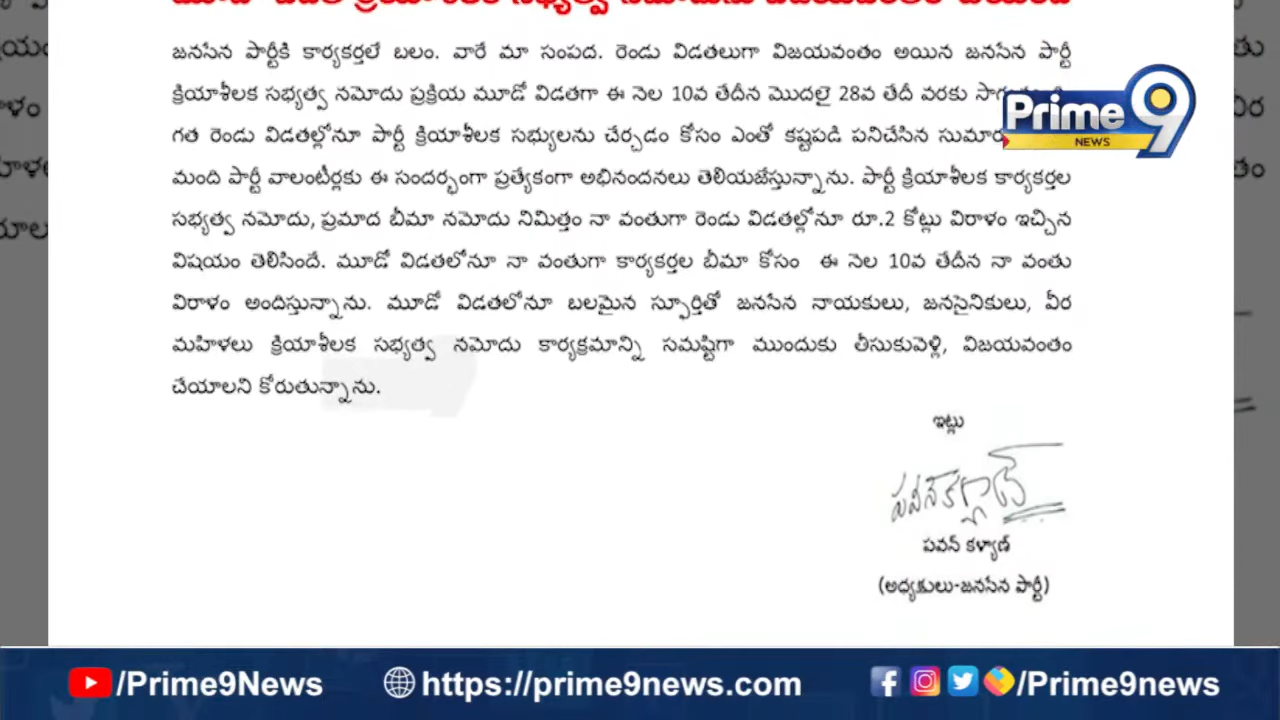 జనసేన పార్టీకి కార్యకర్తలే బలం. వారే మా సంపద. రెండు విడతలుగా విజయవంతం అయిన జనసేన పార్టీ
క్రియాశీలక సభ్యత్వ నమోదు ప్రక్రియ మూడో విడతగా ఈ నెల 10వ తేదీన మొదలై 28వ తేదీ వరకు
గత రెండు విడతల్లోనూ పార్టీ క్రియాశీలక సభ్యులను చేర్చడం కోసం ఎంతో కష్టపడి పనిచేసిన
మంది పార్టీ వాలంటీర్లకు ఈ సందర్భంగా ప్రత్యేకంగా అభినందనలు తెలియజేస్తున్నాను. పార్టీ క్రియాశీలక కార్యకర్తల
సభ్యత్వ నమోదు, ప్రమాద బీమా నమోదు నిమిత్తం నా వంతుగా రెండు విడతల్లోనూ రూ.2 కోట్లు విరాళం ఇచ్చిన
విషయం తెలిసిందే. మూడో విడతలోనూ నా వంతుగా కార్యకర్తల బీమా కోసం ఈ నెల 10వ తేదీన నా వంతు
విరాళం అందిస్తున్నాను. మూడో విడతలోనూ బలమైన స్ఫూర్తితో జనసేన నాయకులు, జనసైనికులు, వీర
మహిళలు క్రియాశీలక సభ్యత్వ నమోదు కార్యక్రమాన్ని సమష్టిగా ముందుకు తీసుకువెళ్లి, విజయవంతం
చేయాలని కోరుతున్నాను.
ఇట్లు
పవన్ కళ్యాణ్
(అధ్యక్షులు-జనసేన పార్టీ)
Prime9
NEWS
/Prime9News
https://prime9news.com
/Prime9news